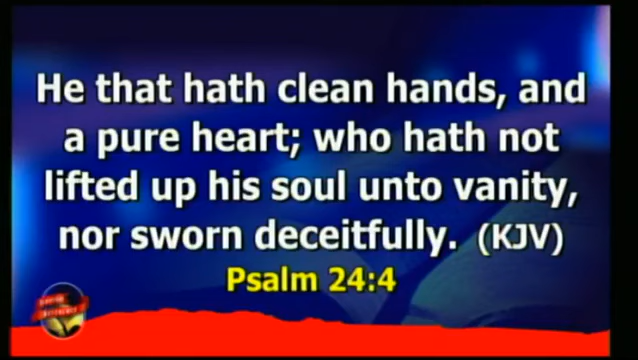 He that hath clean hands, and
a pure heart; who hath not
lifted up his soul unto vanity,
nor sworn deceitfully. (KJV)
Psalm 24:4